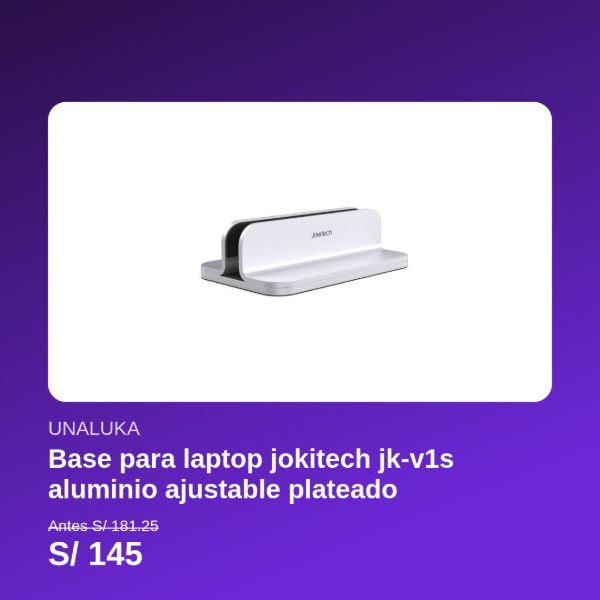 Jokitech
UNALUKA
Base para laptop jokitech jk-v1s
aluminio ajustable plateado
Antes S/ 181.25
S/ 145